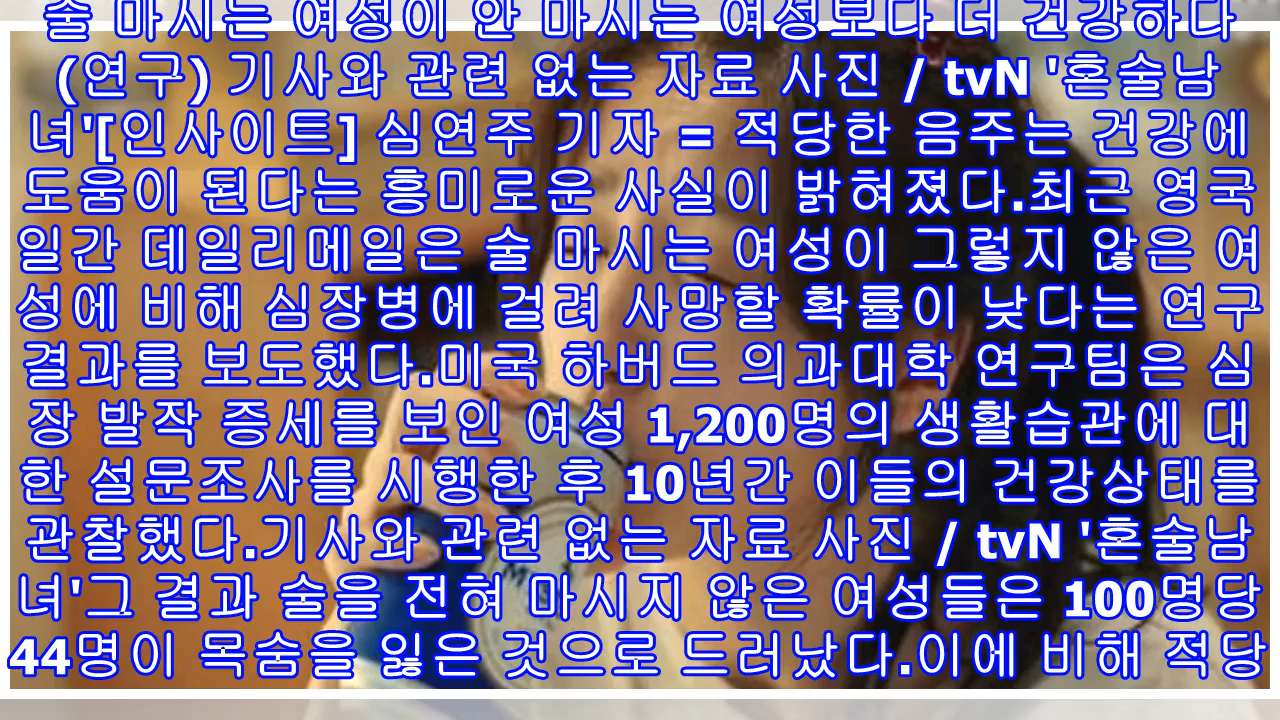 술 마시는 여성이 안 마시는 여성보다 더 건강하다
(연구) 기사와 관련 없는 자료 사진 / tvN '혼술남
녀'[인사이트] 심연주 기자 = 적당한 음주는 건강에
도움이 된다는 흥미로운 사실이 밝혀졌다.최근 영국
일간 데일리메일은 술 마시는 여성이 그렇지 않은 여
성에 비해 심장병에 걸려 사망할 확률이 낮다는 연구
결과를 보도했다.미국 하버드 의과대학 연구팀은 심
장 발작 증세를 보인 여성 1,200명의 생활습관에 대
한 설문조사를 시행한 후 10년간 이들의 건강상태를
관찰했다.기사와 관련 없는 자료 사진 / tvN '혼술남
녀'그 결과 술을 전혀 마시지 않은 여성들은 100명당
44명이 목숨을 잃은 것으로 드러났다.이에 비해 적당